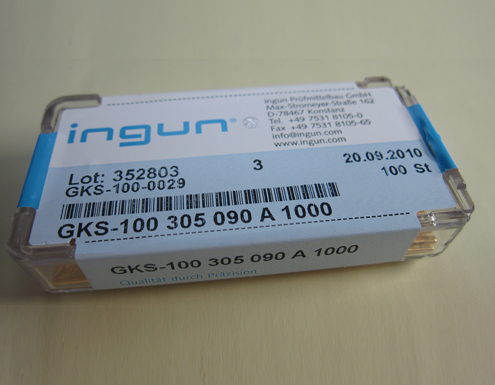 ingun®
ingun Prüfmittelbau GmbH
Max-Stromeyer-Straße 162
D-78467 Konstanz
Tel. +49 7531 8105-0
Fax +49 7531 8105-65
info@ingun.com
www.ingun.com
Lot: 352803
3
20.09.2010
GKS-100-0029
100 St
GKS-100 305 090 A 1000
GKS-100 305 090 A 1000
Qualität durch Präzision